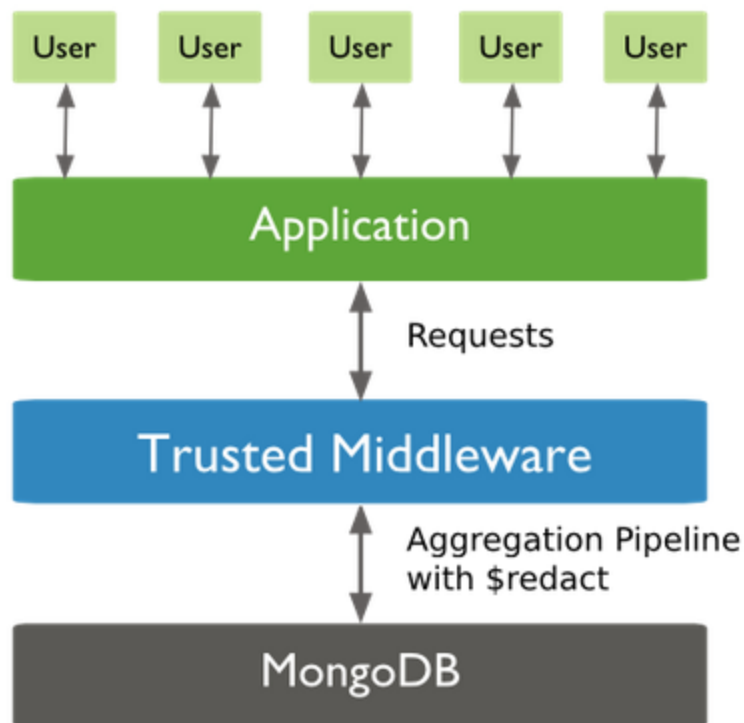 User User User User User
Application
Requests
Trusted Middleware
Aggregation Pipeline
with $redact
MongoDB